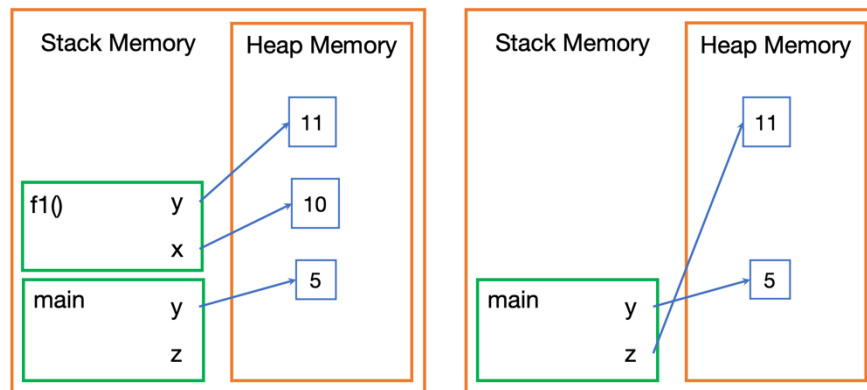 Stack Memory
Heap Memory
11
f1()
y
10
x
main
y
5
z
Stack Memory
Heap Memory
11
main
y
5
z